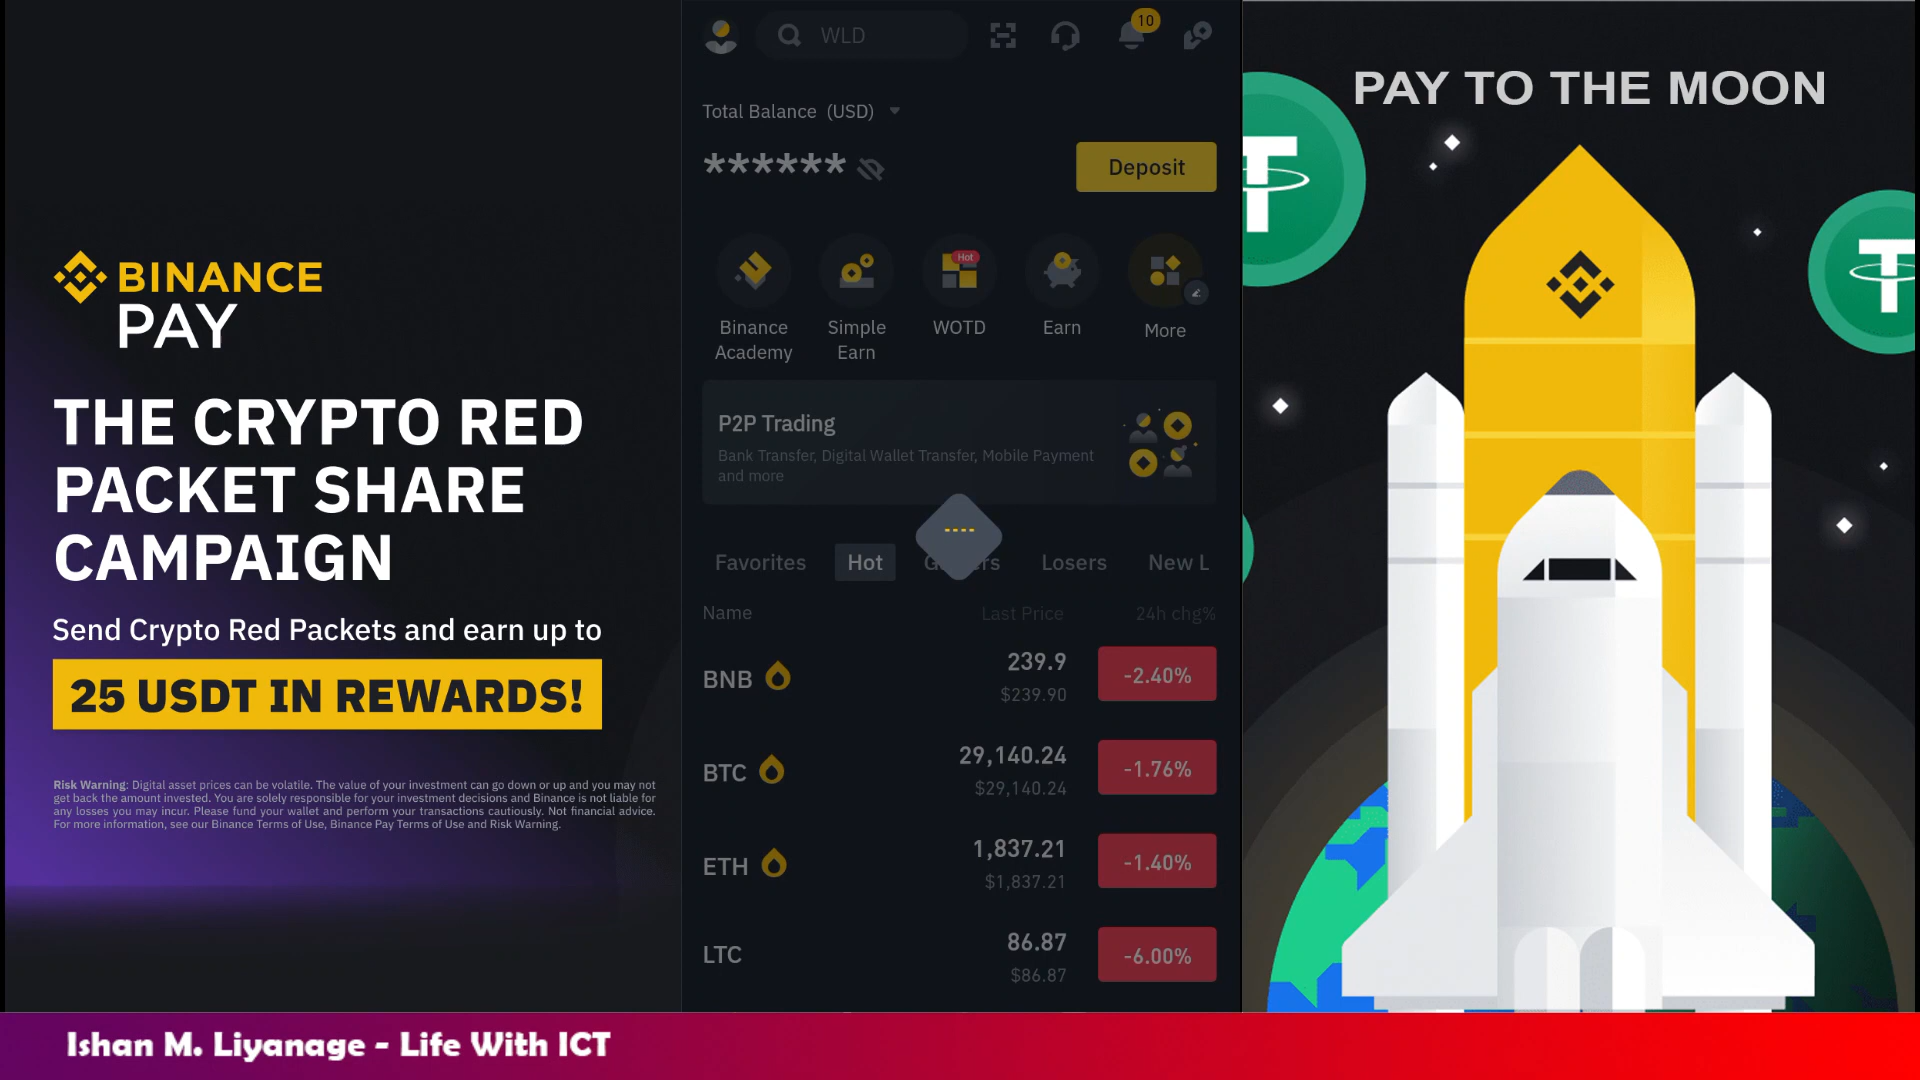 BINANCE
PAY
THE CRYPTO RED
PACKET SHARE
CAMPAIGN
Send Crypto Red Packets and earn up to
25 USDT IN REWARDS!
Risk Warning: Digital asset prices can be volatile. The value of your investment can go down or up and you may not
get back the amount invested. You are solely responsible for your investment decisions and Binance is not liable for
any losses you may incur. Please fund your wallet and perform your transactions cautiously. Not financial advice.
For more information, see our Binance Terms of Use, Binance Pay Terms of Use and Risk Warning.
WLD
10
Total Balance (USD)
******
Deposit
Hot
Binance
Academy
Simple
Earn
WOTD
Earn
More
P2P Trading
Bank Transfer, Digital Wallet Transfer, Mobile Payment
and more
Favorites Hot Losers New L
Name Last Price 24h chg%
BNB 239.9 -2.40%
$239.90
BTC 29,140.24 -1.76%
$29,140.24
ETH 1,837.21 -1.40%
$1,837.21
LTC 86.87 -6.00%
$86.87
PAY TO THE MOON
Ishan M. Liyanage - Life With ICT